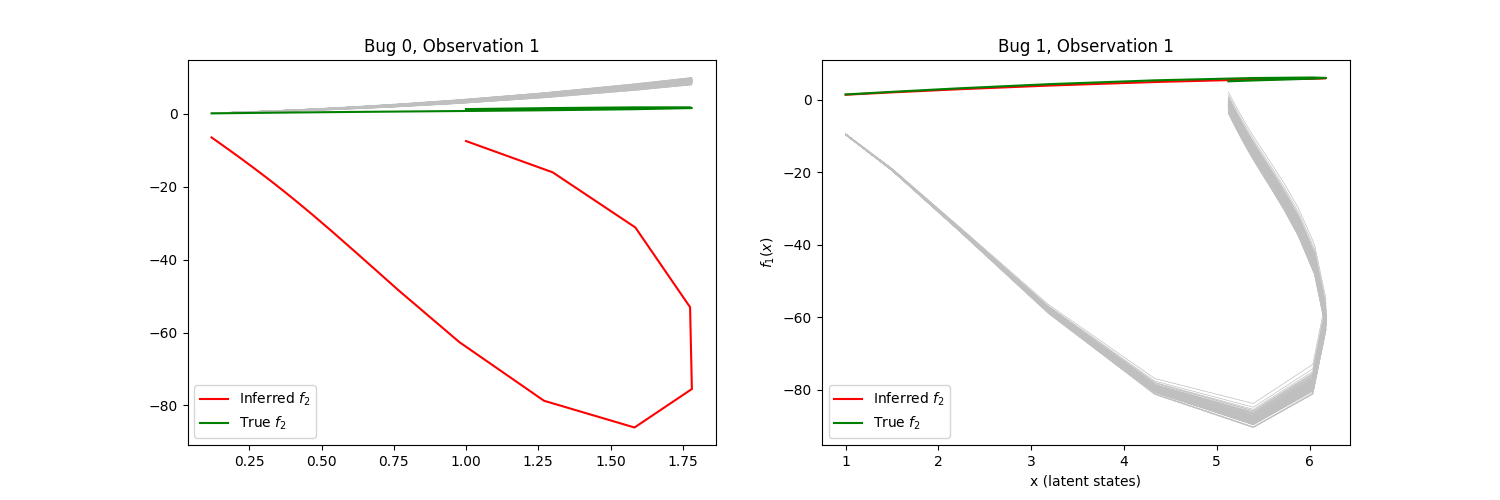 Bug 0, Observation 1
0
−20
−40
−60
−80
0.25 0.50 0.75 1.00 1.25 1.50 1.75
Inferred f₂
True f₂
Bug 1, Observation 1
f₁(x)
0
−20
−40
−60
−80
1 2 3 4 5 6
x (latent states)
Inferred f₂
True f₂